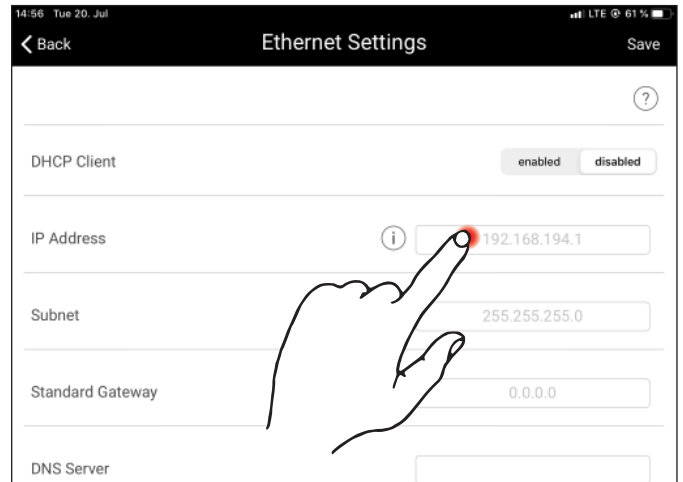 14:56 Tue 20. Jul LTE 61 %
Back Ethernet Settings Save
?
DHCP Client enabled disabled
IP Address i 192.168.194.1
Subnet 255.255.255.0
Standard Gateway 0.0.0.0
DNS Server